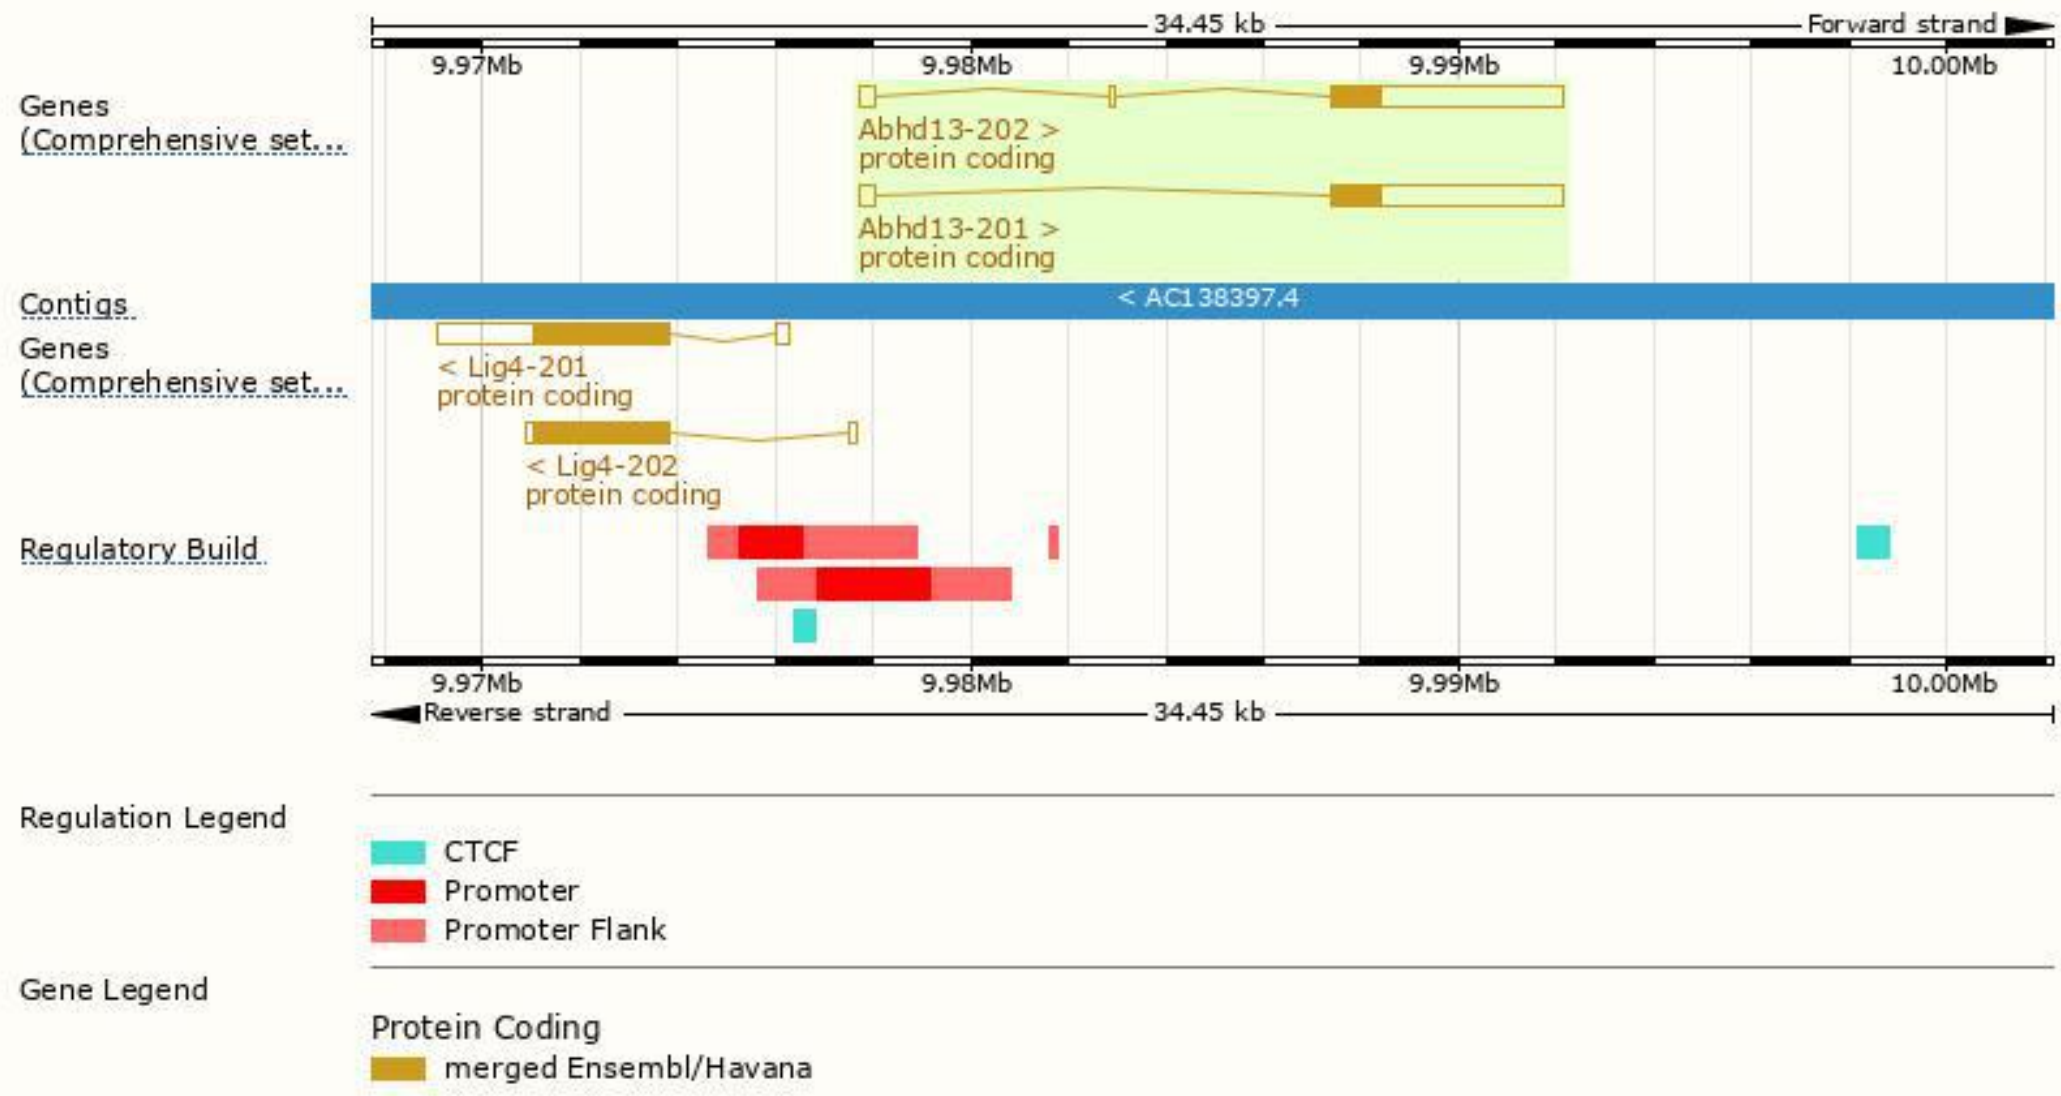 34.45 kb Forward strand
9.97Mb 9.98Mb 9.99Mb 10.00Mb
Genes
(Comprehensive set...
Abhd13-202 >
protein coding
Abhd13-201 >
protein coding
Contigs
< AC138397.4
Genes
(Comprehensive set...
< Lig4-201
protein coding
< Lig4-202
protein coding
Regulatory Build
9.97Mb 9.98Mb 9.99Mb 10.00Mb
Reverse strand 34.45 kb
Regulation Legend
CTCF
Promoter
Promoter Flank
Gene Legend
Protein Coding
merged Ensembl/Havana